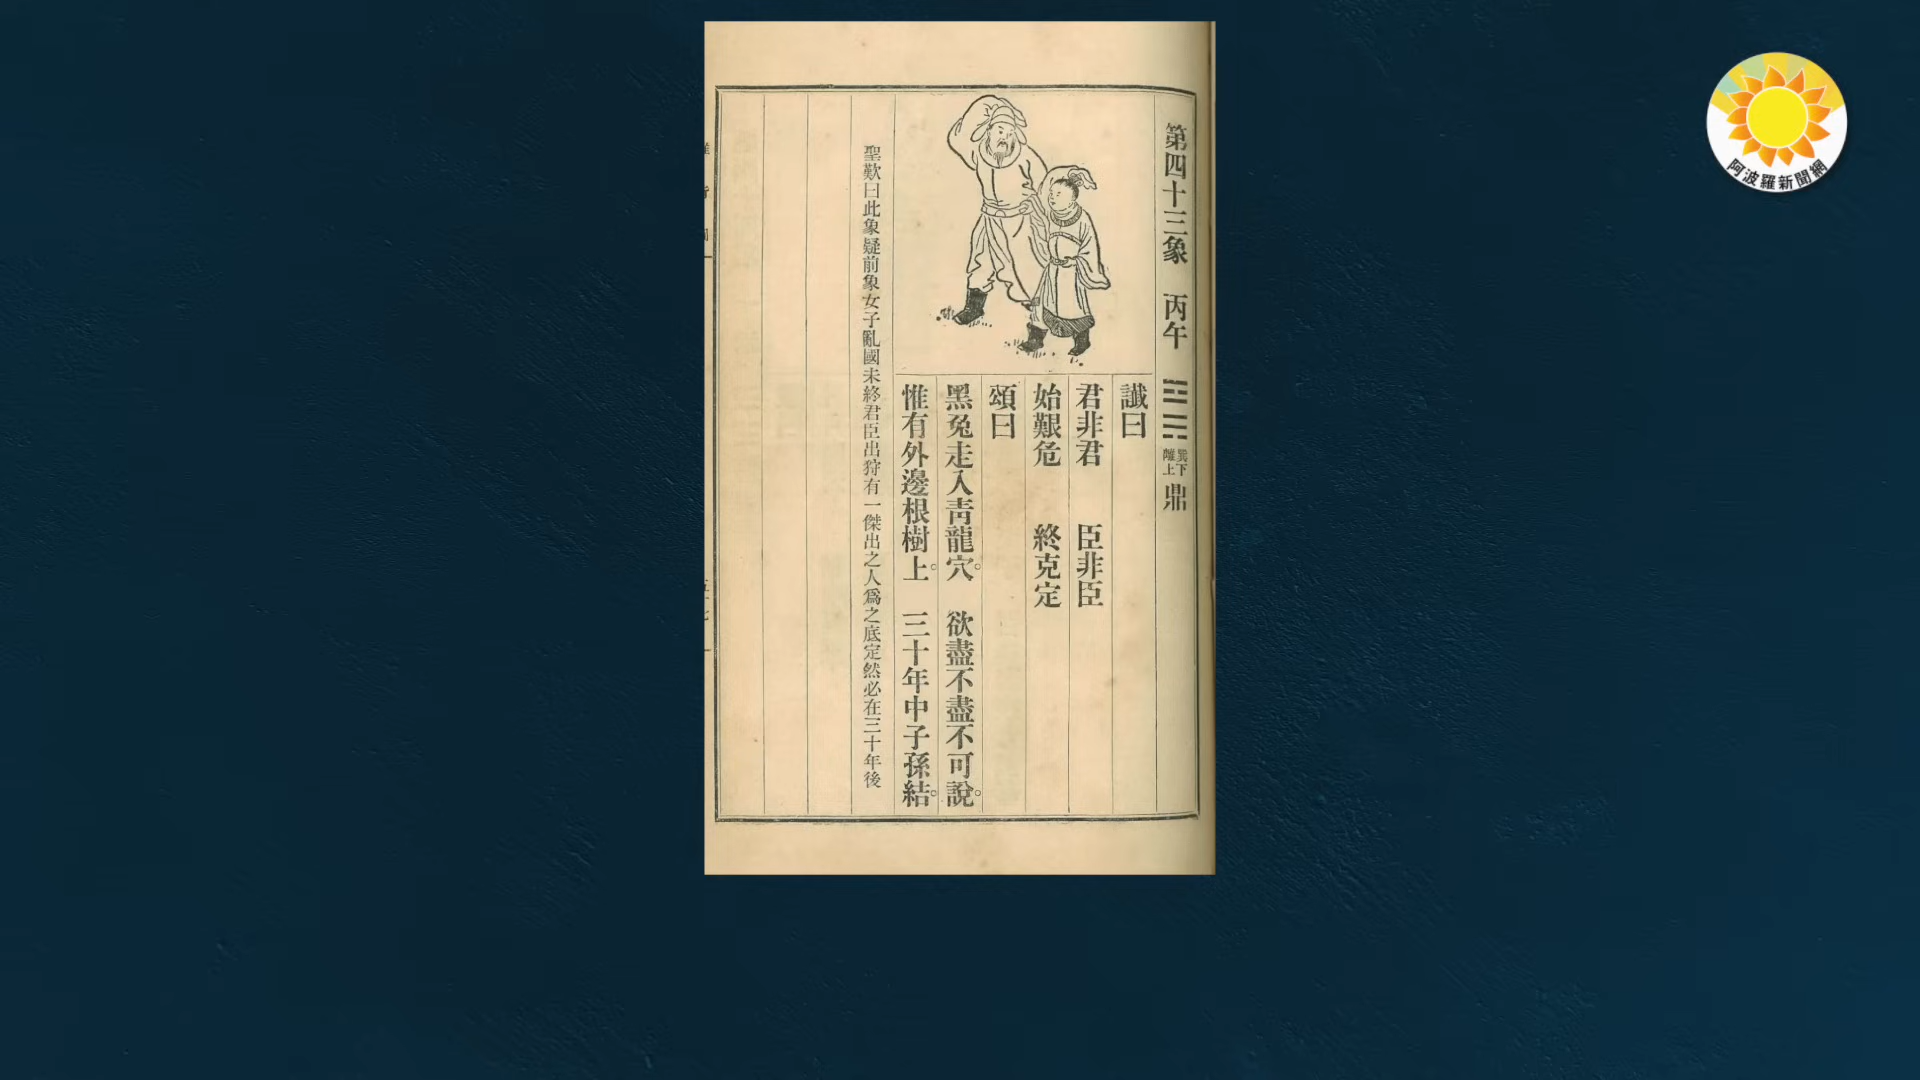 第四十三象 丙午 ䷱ 巽下離上 鼎
讖曰
君非君 臣非臣
始艱危 終克定
頌曰
黑兔走入靑龍穴。 欲盡不盡不可說。
惟有外邊根樹上。 三十年中子孫結。
聖歎曰此象疑前象女子亂國未終君臣出狩有一傑出之人爲之底定然必在三十年後
阿波羅新聞網